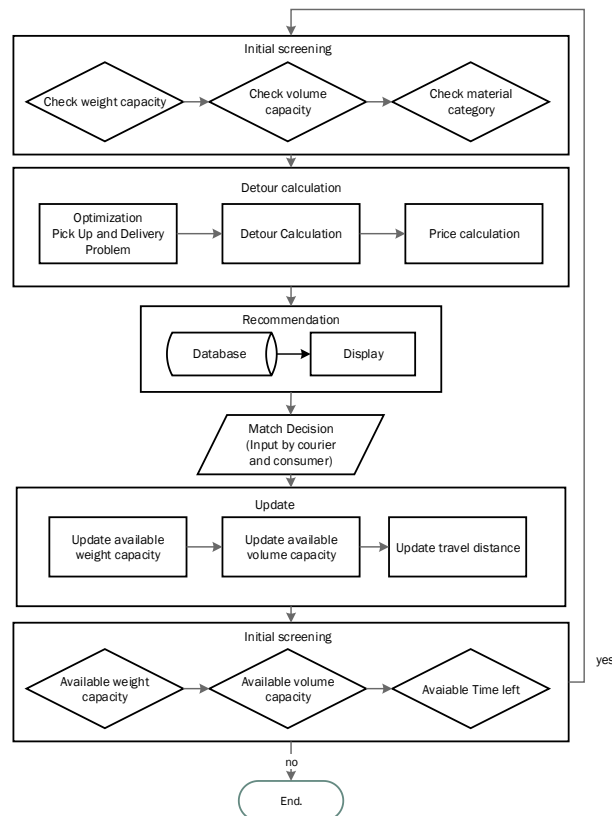 Initial screening
Check weight capacity
Check volume
capacity
Check material
category
Detour calculation
Optimization
Pick Up and Delivery
Problem
Detour Calculation
Price calculation
Recommendation
Database
Display
Match Decision
(Input by courier
and consumer)
Update
Update available
weight capacity
Update available
volume capacity
Update travel distance
Initial screening
Available weight
capacity
Available volume
capacity
Avaiable Time left
yes
no
End.